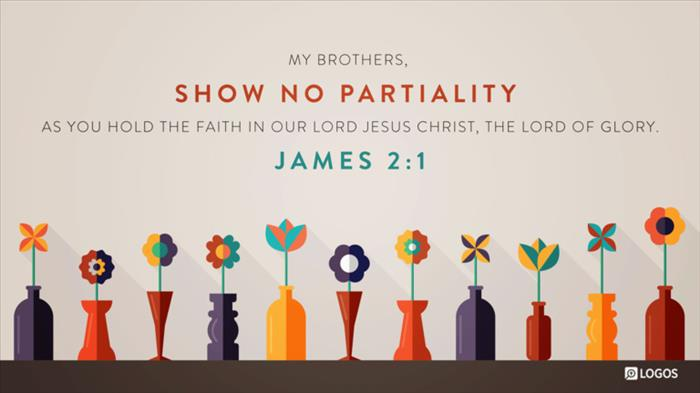 MY BROTHERS,
SHOW NO PARTIALITY
AS YOU HOLD THE FAITH IN OUR LORD JESUS CHRIST, THE LORD OF GLORY.
JAMES 2:1
LOGOS